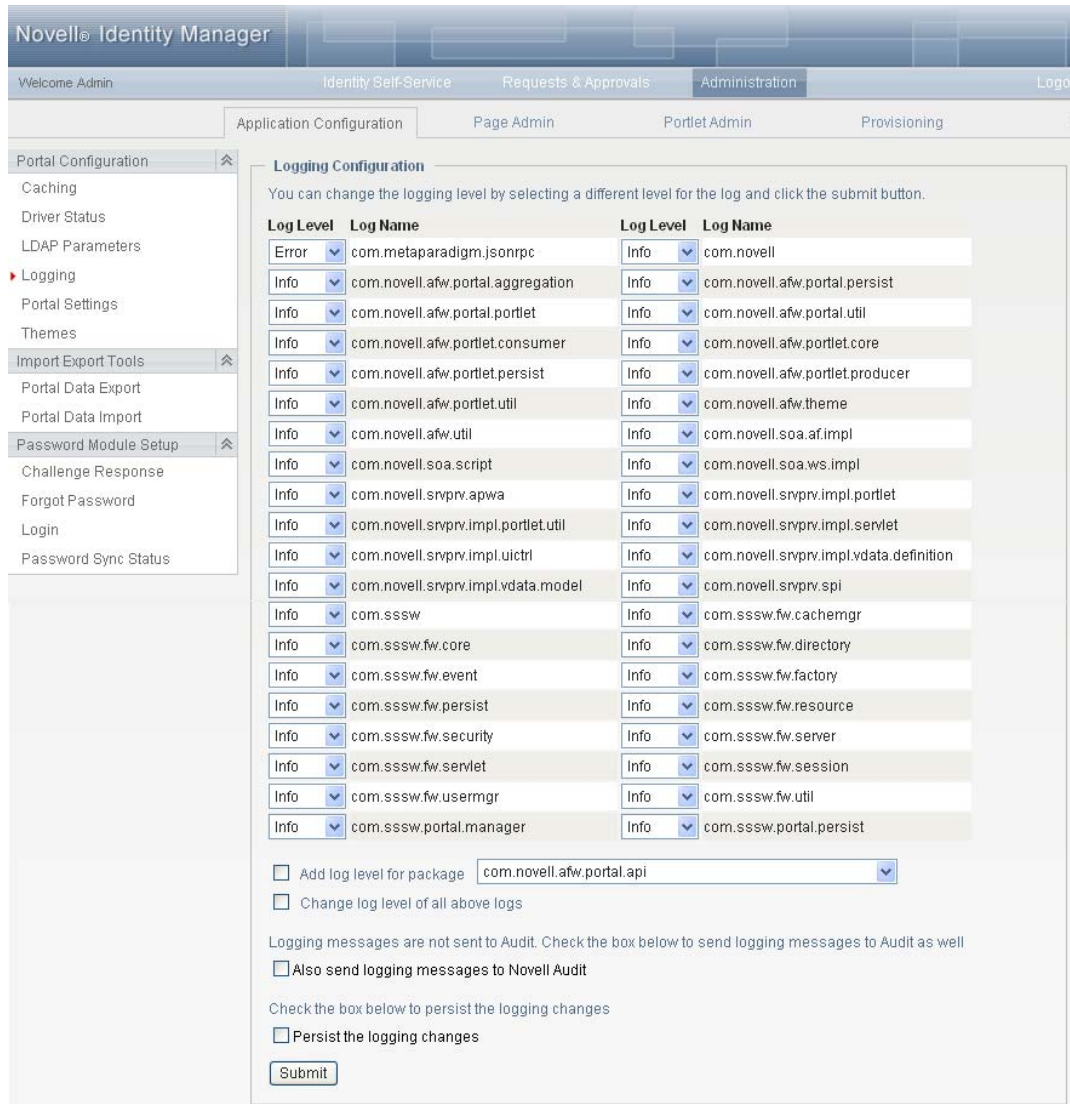 Novell® Identity Manager
Welcome Admin
Identity Self-Service Requests & Approvals Administration Logo
Application Configuration Page Admin Portlet Admin Provisioning
Portal Configuration
Caching
Driver Status
LDAP Parameters
Logging
Portal Settings
Themes
Import Export Tools
Portal Data Export
Portal Data Import
Password Module Setup
Challenge Response
Forgot Password
Login
Password Sync Status
Logging Configuration
You can change the logging level by selecting a different level for the log and click the submit button.
Log Level Log Name Log Level Log Name
Error com.metaparadigm.jsonrpc Info com.novell
Info com.novell.afw.portal.aggregation Info com.novell.afw.portal.persist
Info com.novell.afw.portal.portlet Info com.novell.afw.portal.util
Info com.novell.afw.portlet.consumer Info com.novell.afw.portlet.core
Info com.novell.afw.portlet.persist Info com.novell.afw.portlet.producer
Info com.novell.afw.portlet.util Info com.novell.afw.theme
Info com.novell.afw.util Info com.novell.soa.af.impl
Info com.novell.soa.script Info com.novell.soa.ws.impl
Info com.novell.srvprv.apwa Info com.novell.srvprv.impl.portlet
Info com.novell.srvprv.impl.portlet.util Info com.novell.srvprv.impl.servlet
Info com.novell.srvprv.impl.uictrl Info com.novell.srvprv.impl.vdata.definition
Info com.novell.srvprv.impl.vdata.model Info com.novell.srvprv.spi
Info com.sssw Info com.sssw.fw.cachemgr
Info com.sssw.fw.core Info com.sssw.fw.directory
Info com.sssw.fw.event Info com.sssw.fw.factory
Info com.sssw.fw.persist Info com.sssw.fw.resource
Info com.sssw.fw.security Info com.sssw.fw.server
Info com.sssw.fw.servlet Info com.sssw.fw.session
Info com.sssw.fw.usermgr Info com.sssw.fw.util
Info com.sssw.portal.manager Info com.sssw.portal.persist
Add log level for package com.novell.afw.portal.api
Change log level of all above logs
Logging messages are not sent to Audit. Check the box below to send logging messages to Audit as well
Also send logging messages to Novell Audit
Check the box below to persist the logging changes
Persist the logging changes
Submit